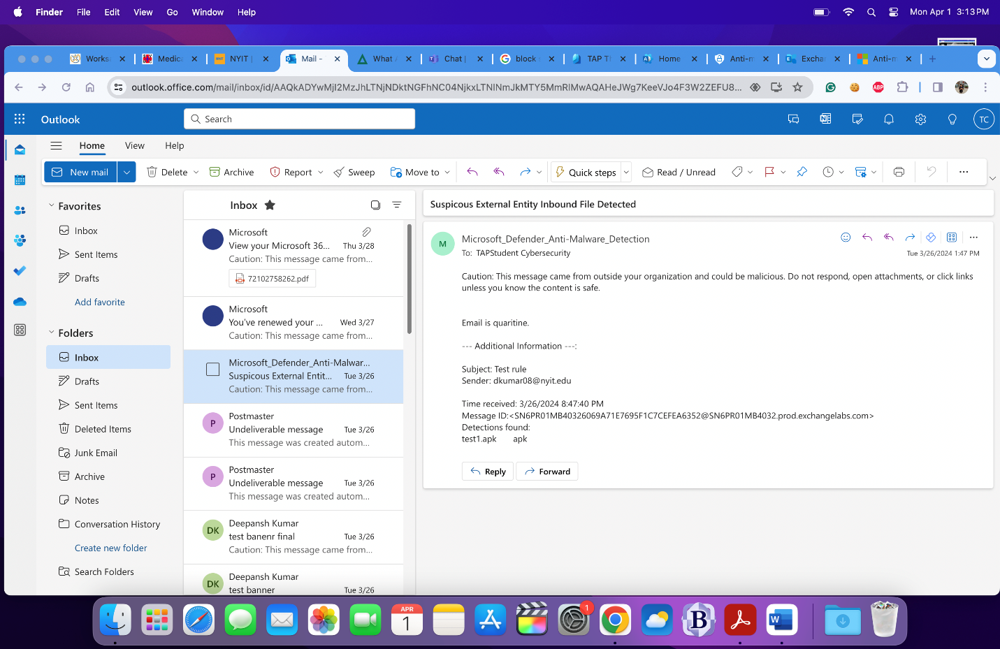 Finder File Edit View Go Window Help Mon Apr 1 3:13 PM
Works Medica NYIT | Mail - What Chat | block TAP T Home Anti-m Exchar Anti-m
outlook.office.com/mail/inbox/id/AAQkADYwMjI2MzJhLTNjNDktNGFhNC04NjkxLTNlNmJkMTY5MmRlMwAQAHeJWg7KeeVJo4F3W2ZEFU8...
ABP
Outlook Search TC
Home View Help
New mail Delete Archive Report Sweep Move to Quick steps Read / Unread
Favorites
Inbox
Sent Items
Drafts
Add favorite
Folders
Inbox
Drafts
Sent Items
Deleted Items
Junk Email
Archive
Notes
Conversation History
Create new folder
Search Folders
Inbox
Microsoft
View your Microsoft 36... Thu 3/28
Caution: This message came from...
72102758262.pdf
Microsoft
You've renewed your ... Wed 3/27
Caution: This message came from...
Microsoft_Defender_Anti-Malwar...
Suspicous External Entit... Tue 3/26
Caution: This message came from...
P
Postmaster
Undeliverable message Tue 3/26
This message was created autom...
P
Postmaster
Undeliverable message Tue 3/26
This message was created autom...
DK
Deepansh Kumar
test banenr final Tue 3/26
Caution: This message came from...
DK
Deepansh Kumar
test banner Tue 3/26
Suspicous External Entity Inbound File Detected
M
Microsoft_Defender_Anti-Malware_Detection
To: TAPStudent Cybersecurity
Tue 3/26/2024 1:47 PM
Caution: This message came from outside your organization and could be malicious. Do not respond, open attachments, or click links
unless you know the content is safe.
Email is quaritine.
--- Additional Information ---:
Subject: Test rule
Sender: dkumar08@nyit.edu
Time received: 3/26/2024 8:47:40 PM
Message ID:<SN6PR01MB40326069A71E7695F1C7CEFEA6352@SN6PR01MB4032.prod.exchangelabs.com>
Detections found:
test1.apk apk
Reply Forward
APR
1
1
B
W